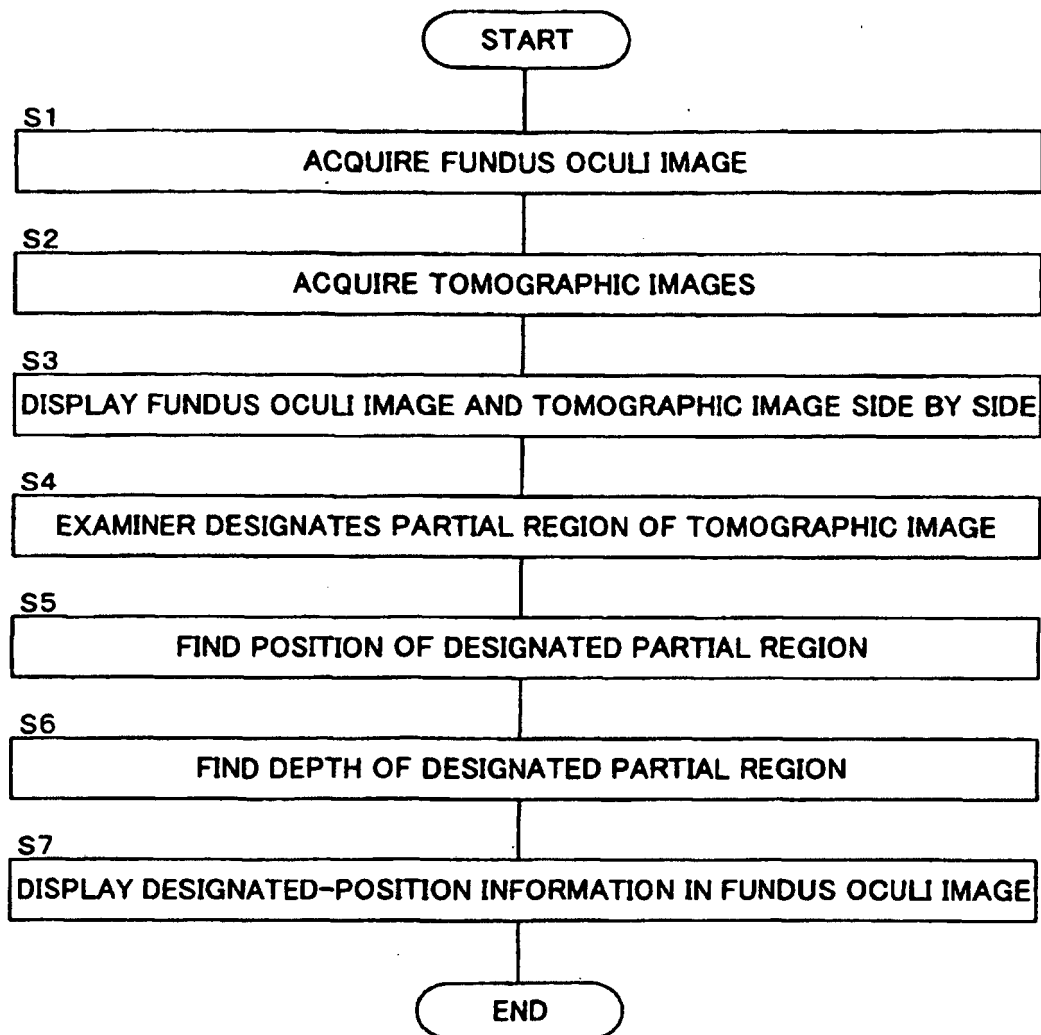 START
S1
ACQUIRE FUNDUS OCULI IMAGE
S2
ACQUIRE TOMOGRAPHIC IMAGES
S3
DISPLAY FUNDUS OCULI IMAGE AND TOMOGRAPHIC IMAGE SIDE BY SIDE
S4
EXAMINER DESIGNATES PARTIAL REGION OF TOMOGRAPHIC IMAGE
S5
FIND POSITION OF DESIGNATED PARTIAL REGION
S6
FIND DEPTH OF DESIGNATED PARTIAL REGION
S7
DISPLAY DESIGNATED-POSITION INFORMATION IN FUNDUS OCULI IMAGE
END